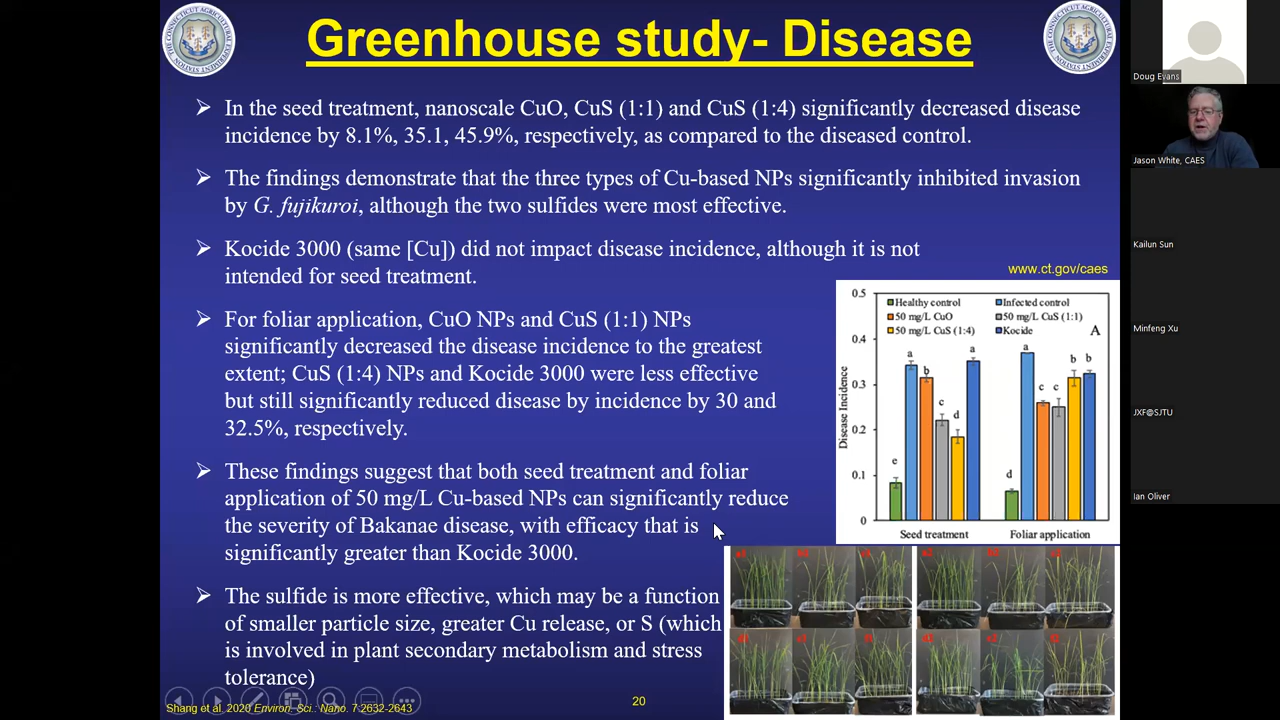 Greenhouse study- Disease
In the seed treatment, nanoscale CuO, CuS (1:1) and CuS (1:4) significantly decreased disease
incidence by 8.1%, 35.1, 45.9%, respectively, as compared to the diseased control.
The findings demonstrate that the three types of Cu-based NPs significantly inhibited invasion
by G. fujikuroi, although the two sulfides were most effective.
Kocide 3000 (same [Cu]) did not impact disease incidence, although it is not
intended for seed treatment.
www.ct.gov/caes
For foliar application, CuO NPs and CuS (1:1) NPs
significantly decreased the disease incidence to the greatest
extent; CuS (1:4) NPs and Kocide 3000 were less effective
but still significantly reduced disease by incidence by 30 and
32.5%, respectively.
These findings suggest that both seed treatment and foliar
application of 50 mg/L Cu-based NPs can significantly reduce
the severity of Bakanae disease, with efficacy that is
significantly greater than Kocide 3000.
The sulfide is more effective, which may be a function
of smaller particle size, greater Cu release, or S (which
is involved in plant secondary metabolism and stress
tolerance)
Shang et al. 2020 Environ. Sci.: Nano. 7:2632-2643
20
0.5
0.4
0.3
0.2
0.1
0
Disease Incidence
Healthy control
Infected control
50 mg/L CuO
50 mg/L CuS (1:1)
50 mg/L CuS (1:4)
Kocide
A
e
a
b
c
d
a
d
a
c
c
b
b
Seed treatment
Foliar application
Doug Evans
Jason White, CAES
Kailun Sun
Minfeng Xu
JXF@SJTU
Ian Oliver